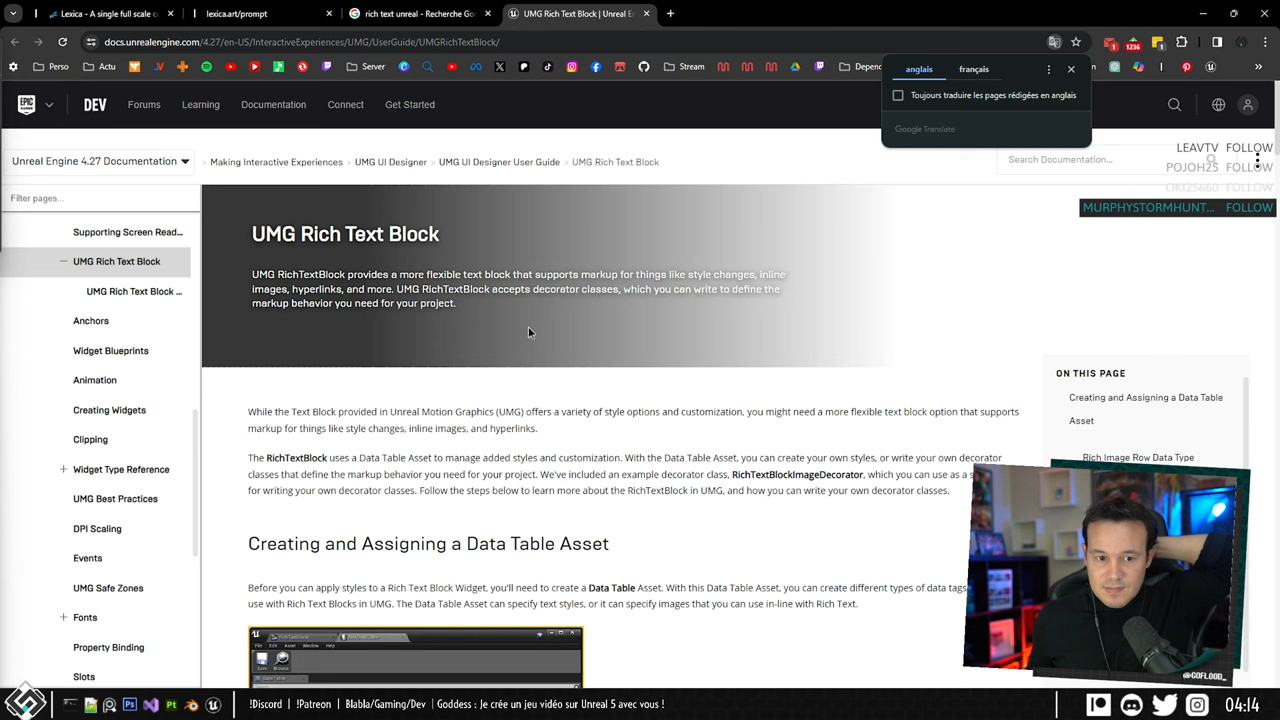 Lexica - A single full scale co
lexica.art/prompt
rich text unreal - Recherche Go
UMG Rich Text Block | Unreal E
docs.unrealengine.com/4.27/en-US/InteractiveExperiences/UMG/UserGuide/UMGRichTextBlock/
Perso
Actu
Server
Stream
Depend
1236
anglais
français
Toujours traduire les pages rédigées en anglais
Google Translate
EPIC GAMES
DEV
Forums
Learning
Documentation
Connect
Get Started
Unreal Engine 4.27 Documentation
> Making Interactive Experiences > UMG UI Designer > UMG UI Designer User Guide > UMG Rich Text Block
Search Documentation...
LEAVTV FOLLOW
POJOH25 FOLLOW
OKI25660 FOLLOW
MURPHYSTORMHUNT... FOLLOW
Filter pages...
Supporting Screen Read...
UMG Rich Text Block
UMG Rich Text Block ...
Anchors
Widget Blueprints
Animation
Creating Widgets
Clipping
Widget Type Reference
UMG Best Practices
DPI Scaling
Events
UMG Safe Zones
Fonts
Property Binding
Slots
UMG Rich Text Block
UMG RichTextBlock provides a more flexible text block that supports markup for things like style changes, inline
images, hyperlinks, and more. UMG RichTextBlock accepts decorator classes, which you can write to define the
markup behavior you need for your project.
While the Text Block provided in Unreal Motion Graphics (UMG) offers a variety of style options and customization, you might need a more flexible text block option that supports
markup for things like style changes, inline images, and hyperlinks.
The RichTextBlock uses a Data Table Asset to manage added styles and customization. With the Data Table Asset, you can create your own styles, or write your own decorator
classes that define the markup behavior you need for your project. We've included an example decorator class, RichTextBlockImageDecorator, which you can use as a s
for writing your own decorator classes. Follow the steps below to learn more about the RichTextBlock in UMG, and how you can write your own decorator classes.
Creating and Assigning a Data Table Asset
Before you can apply styles to a Rich Text Block Widget, you'll need to create a Data Table Asset. With this Data Table Asset, you can create different types of data tags
use with Rich Text Blocks in UMG. The Data Table Asset can specify text styles, or it can specify images that you can use in-line with Rich Text.
File Edit Asset Window Help
Save Browse
ON THIS PAGE
Creating and Assigning a Data Table
Asset
Rich Image Row Data Type
@GOFLOOD_
!Discord | !Patreon | Blabla/Gaming/Dev | Goddess : Je crée un jeu vidéo sur Unreal 5 avec vous !
04:14